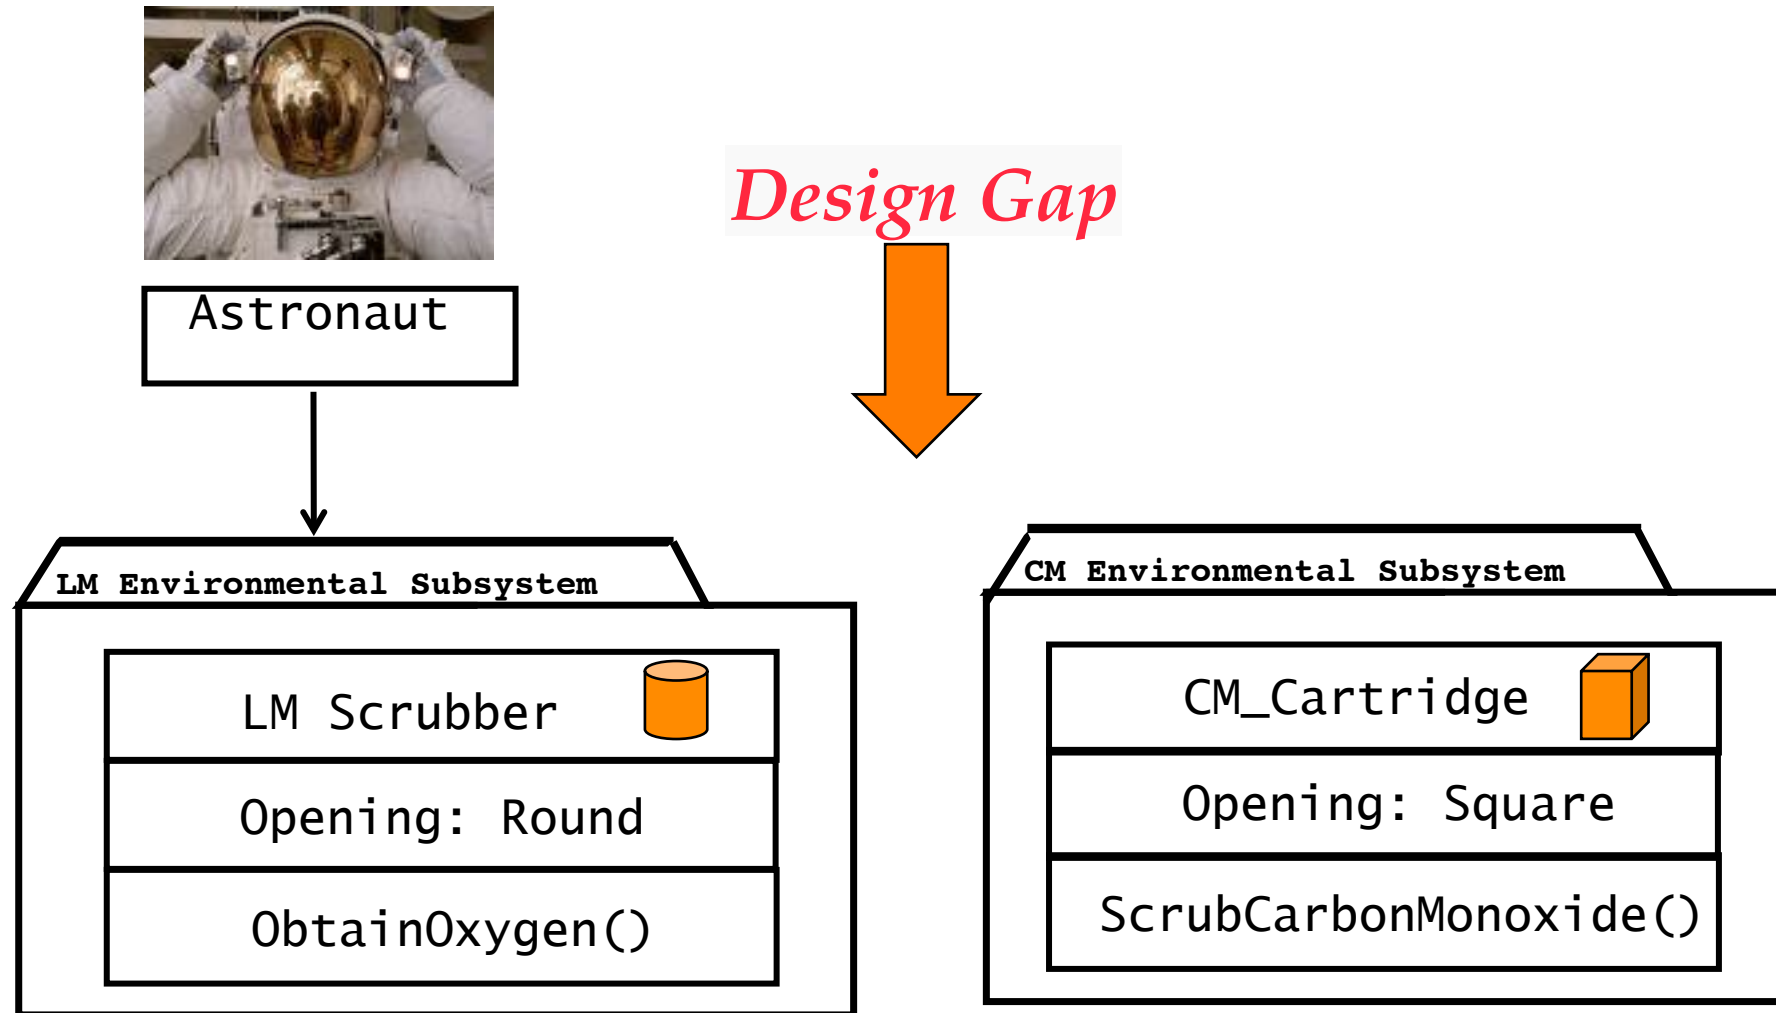 Design Gap
Astronaut
LM Environmental Subsystem
LM Scrubber
Opening: Round
ObtainOxygen()
CM Environmental Subsystem
CM_Cartridge
Opening: Square
ScrubCarbonMonoxide()